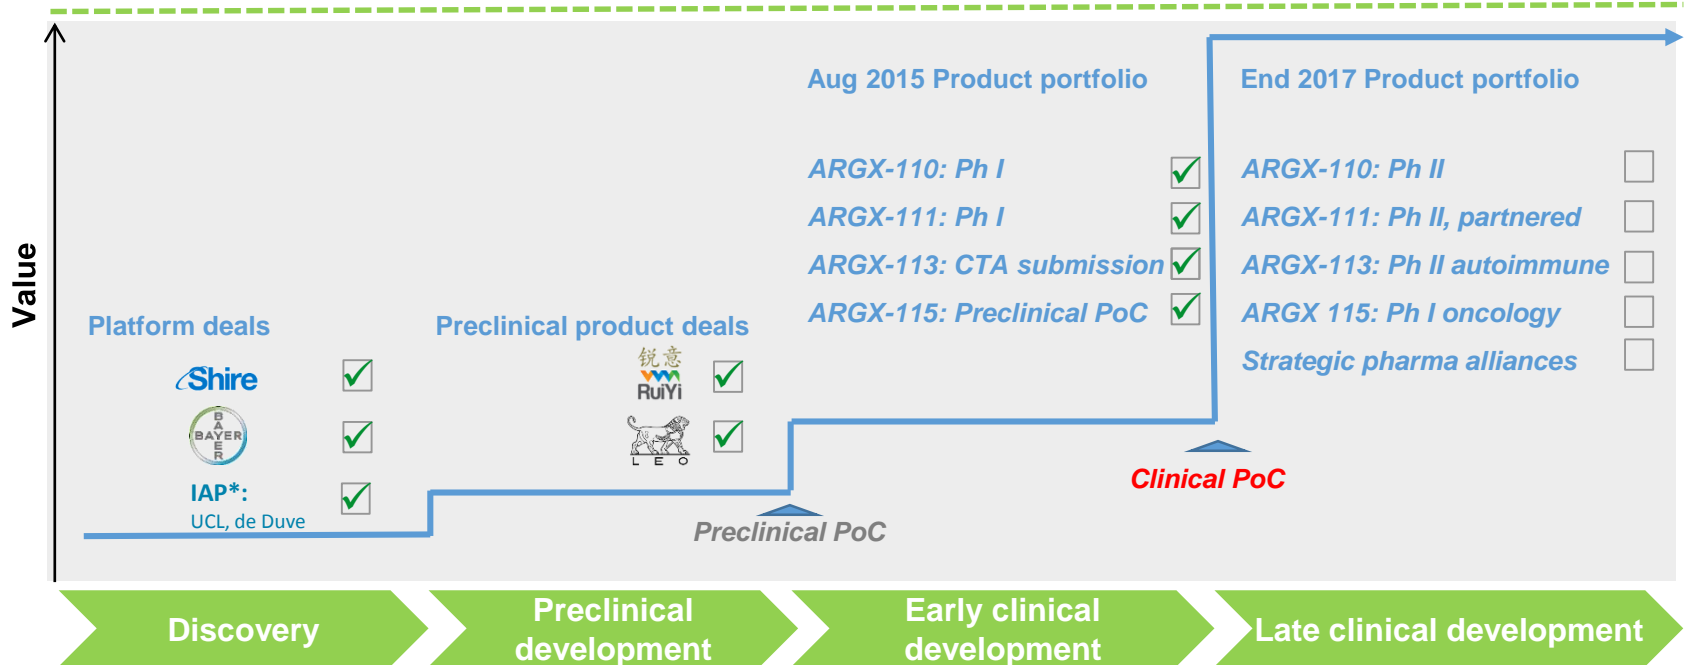 Value
Platform deals
Shire
BAYER
BAYER
IAP*:
UCL, de Duve
Preclinical product deals
锐意
RuiYi
LEO
Preclinical PoC
Aug 2015 Product portfolio
ARGX-110: Ph I
ARGX-111: Ph I
ARGX-113: CTA submission
ARGX-115: Preclinical PoC
Clinical PoC
End 2017 Product portfolio
ARGX-110: Ph II
ARGX-111: Ph II, partnered
ARGX-113: Ph II autoimmune
ARGX 115: Ph I oncology
Strategic pharma alliances
Discovery
Preclinical
development
Early clinical
development
Late clinical development